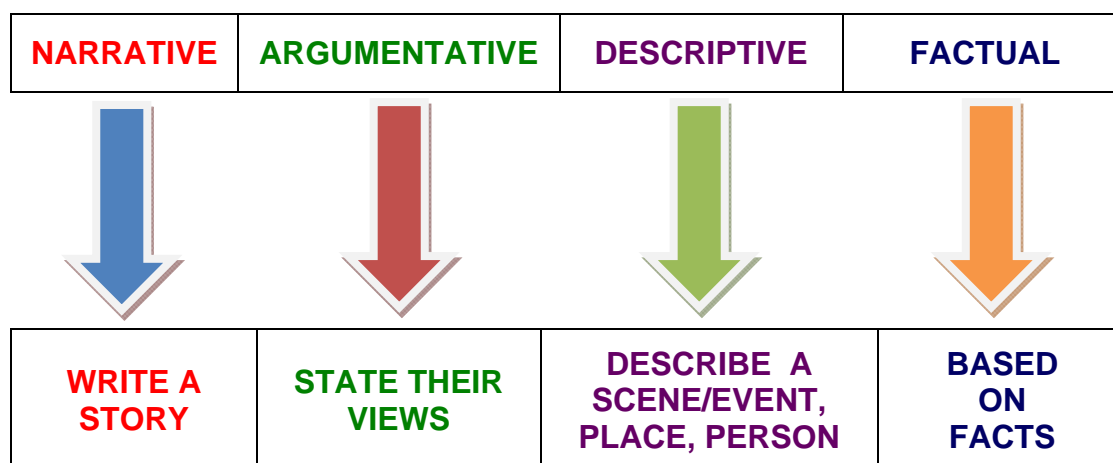 NARRATIVE ARGUMENTATIVE DESCRIPTIVE FACTUAL
WRITE A
STORY
STATE THEIR
VIEWS
DESCRIBE A
SCENE/EVENT,
PLACE, PERSON
BASED
ON
FACTS